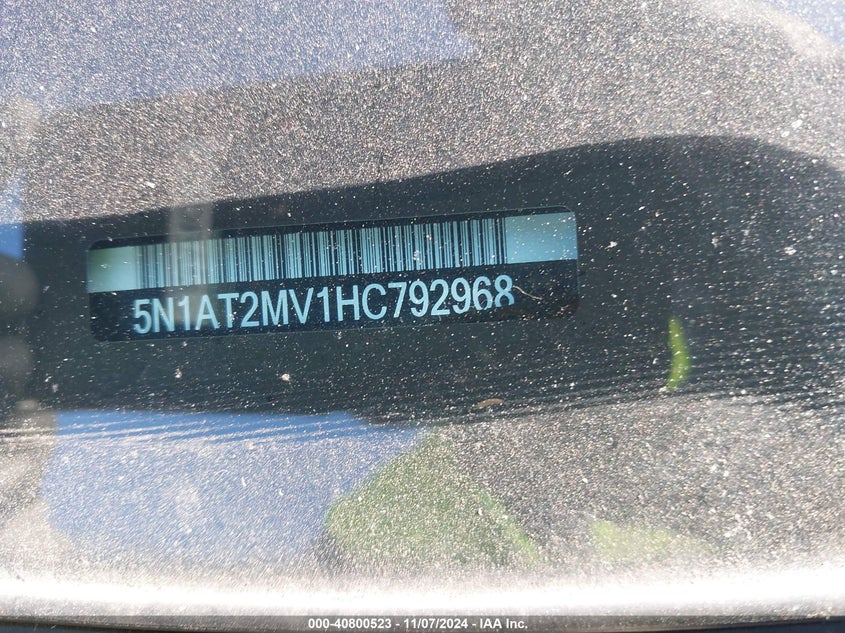 5N1AT2MV1HC792968
000-40800523 - 11/07/2024 - IAA Inc.